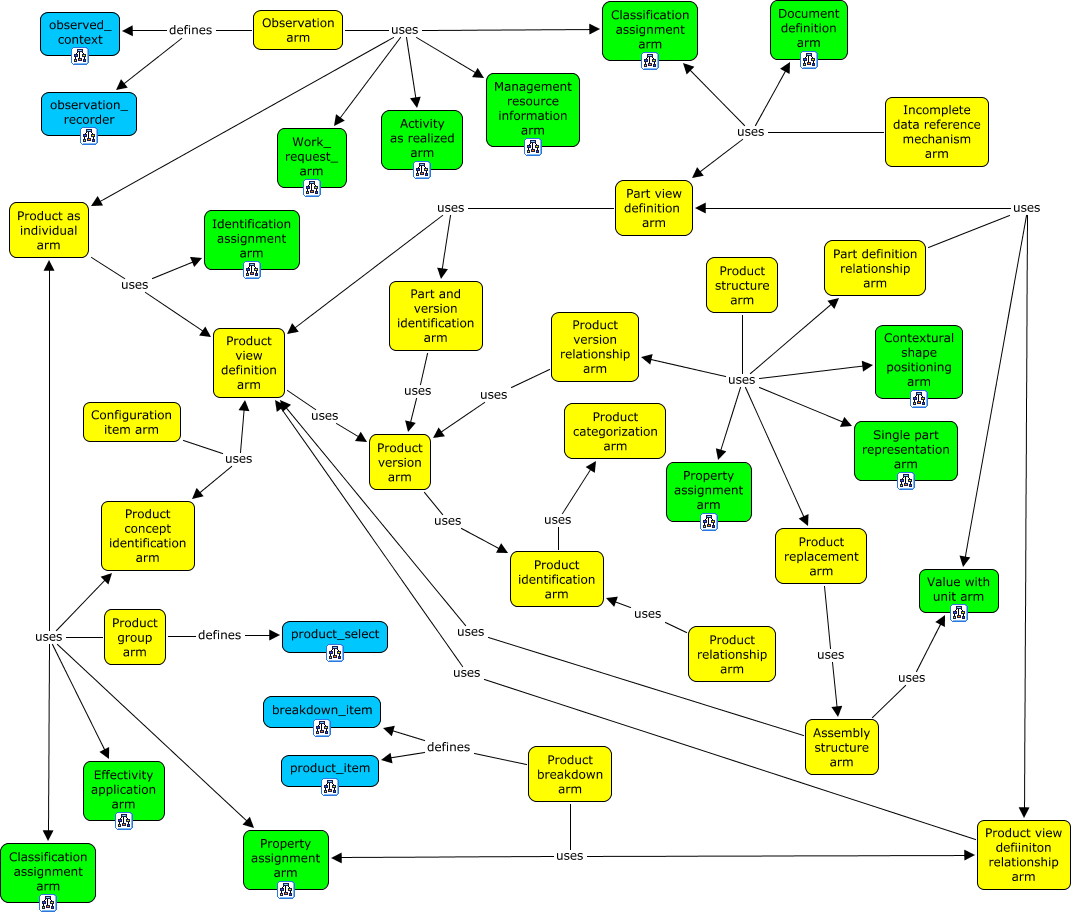 observed_
context
defines
Observation
arm
uses
Classification
assignment
arm
Document
definition
arm
observation_
recorder
Work_
request_
arm
Activity
as realized
arm
Management
resource
information
arm
uses
Incomplete
data reference
mechanism
arm
Product as
individual
arm
Identification
assignment
arm
uses
Part view
definition
arm
uses
uses
Part and
version
identification
arm
Product
structure
arm
Part definition
relationship
arm
Product
view
definition
arm
Product
version
relationship
arm
Contextural
shape
positioning
arm
uses
uses
uses
uses
Configuration
item arm
uses
uses
Product
version
arm
Product
categorization
arm
Property
assignment
arm
Single part
representation
arm
Product
concept
identification
arm
uses
uses
Product
identification
arm
Product
replacement
arm
Value with
unit arm
uses
Product
group
arm
defines
product_select
uses
uses
Product
relationship
arm
uses
uses
uses
breakdown_item
product_item
defines
Product
breakdown
arm
Assembly
structure
arm
Effectivity
application
arm
Classification
assignment
arm
Property
assignment
arm
uses
Product view
defiiniton
relationship
arm